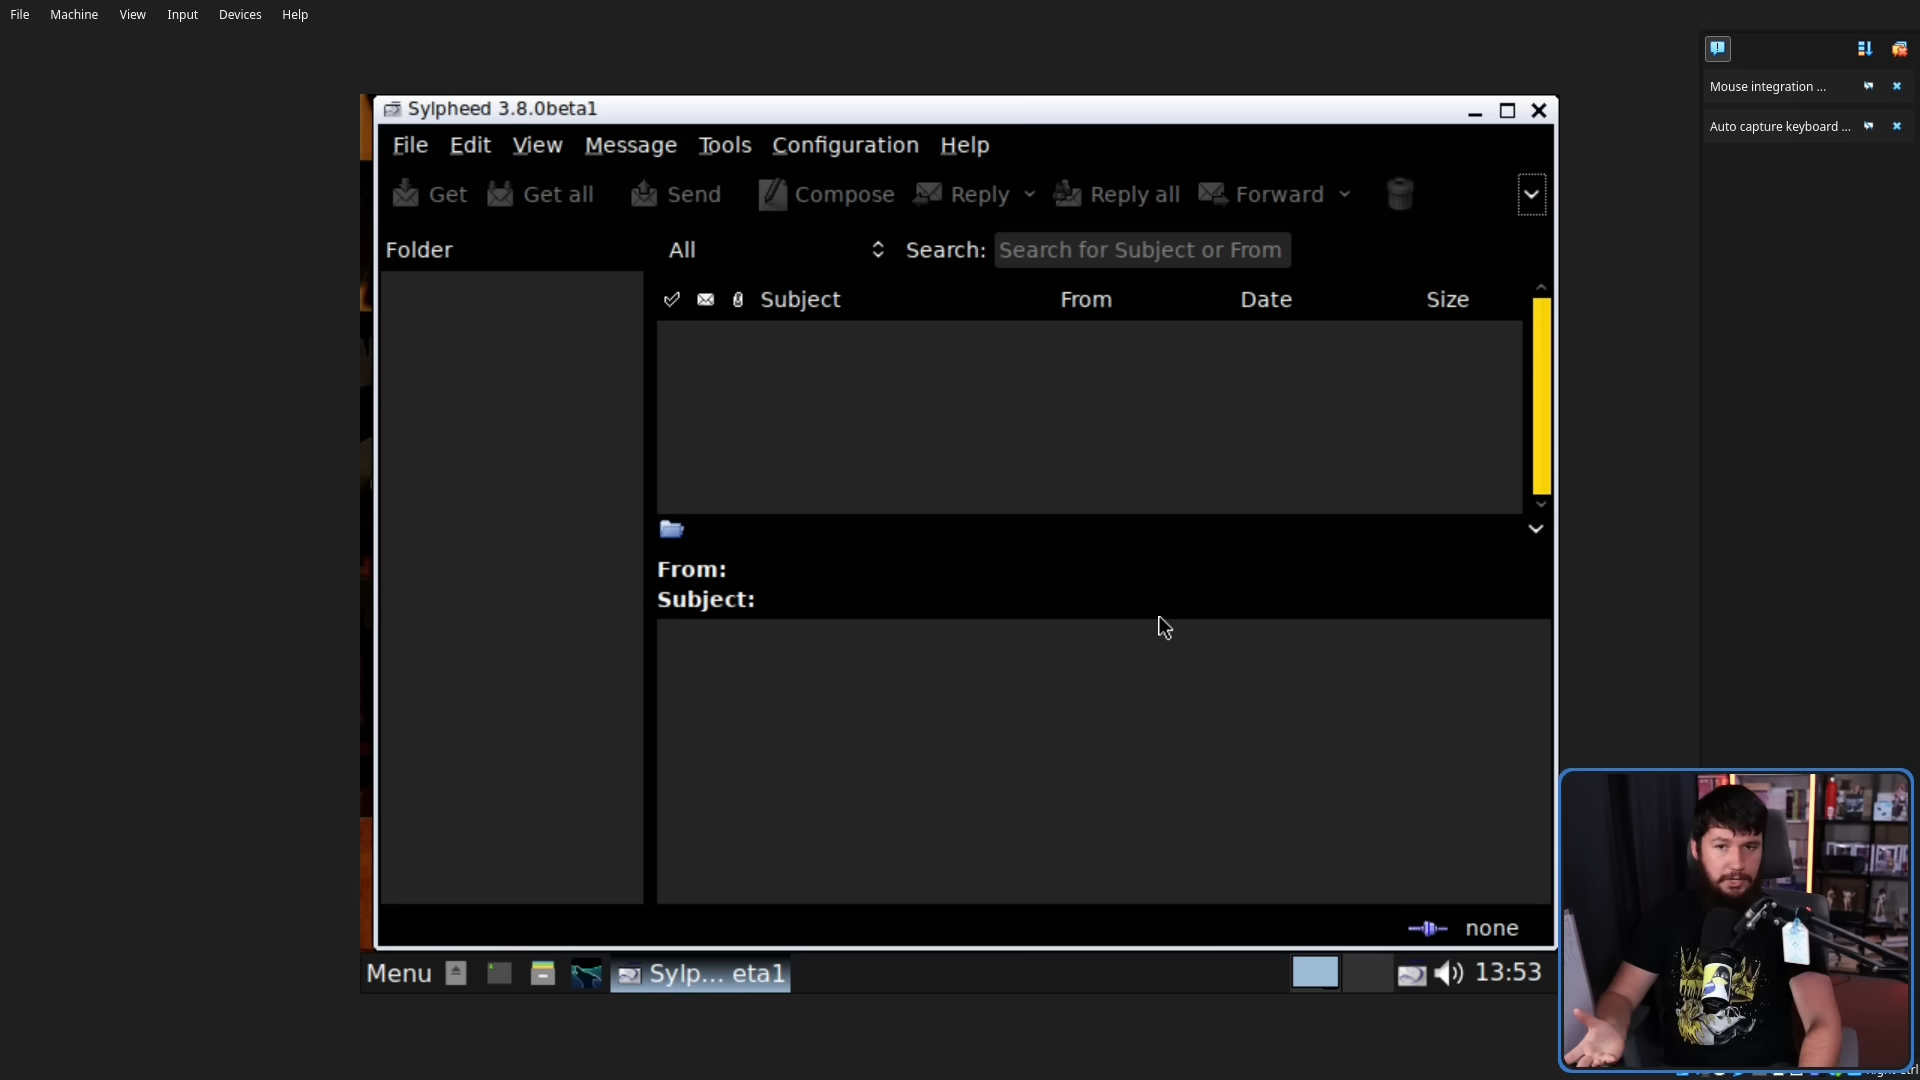 File Machine View Input Devices Help
Mouse integration ...
Auto capture keyboard ...
Sylpheed 3.8.0beta1
File Edit View Message Tools Configuration Help
Get Get all Send Compose Reply Reply all Forward
Folder All Search: Search for Subject or From
Subject From Date Size
From:
Subject:
none
Menu Sylp... eta1 13:53